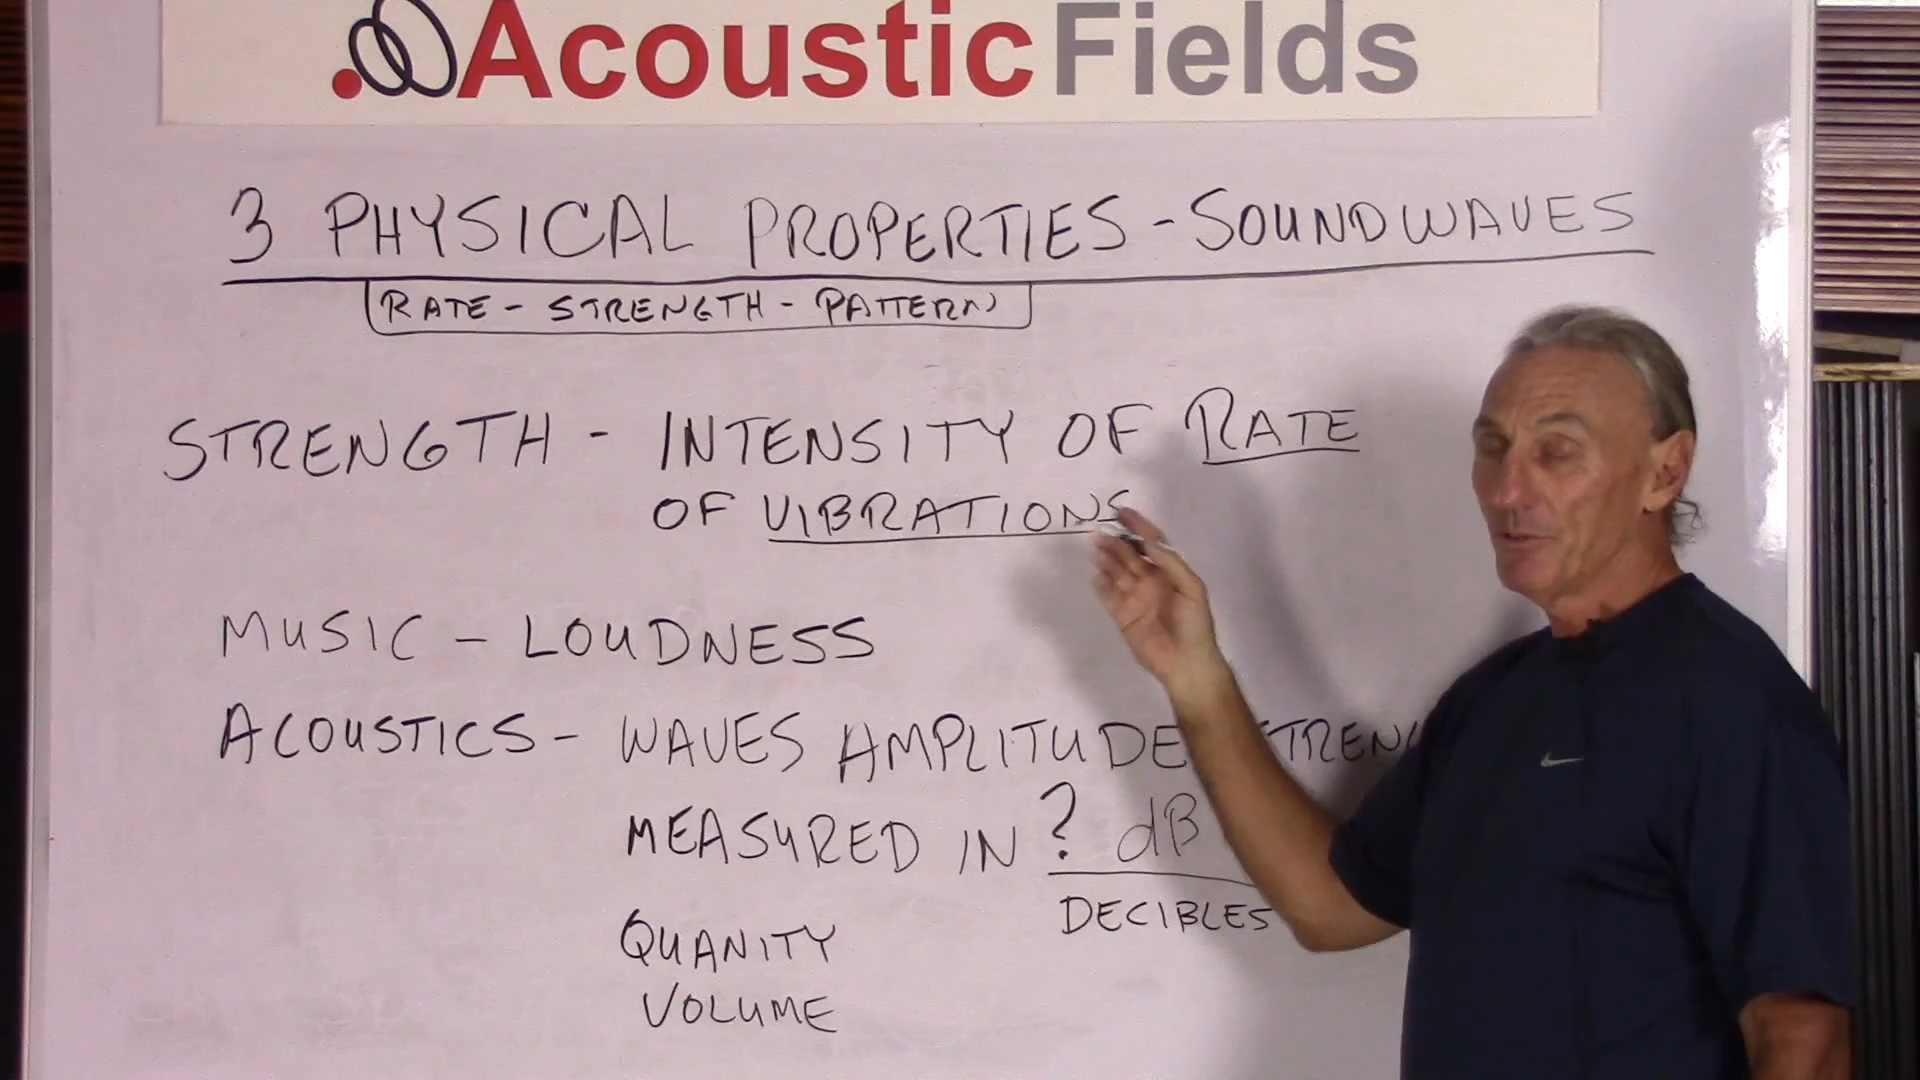 AcousticFields
3 PHYSICAL PROPERTIES - SOUNDWAVES
RATE - STRENGTH - PATTERN
STRENGTH - INTENSITY OF RATE
OF VIBRATIONS
MUSIC - LOUDNESS
ACOUSTICS - WAVES AMPLITUDE
MEASURED IN ? dB
DECIBLES
QUANITY
VOLUME